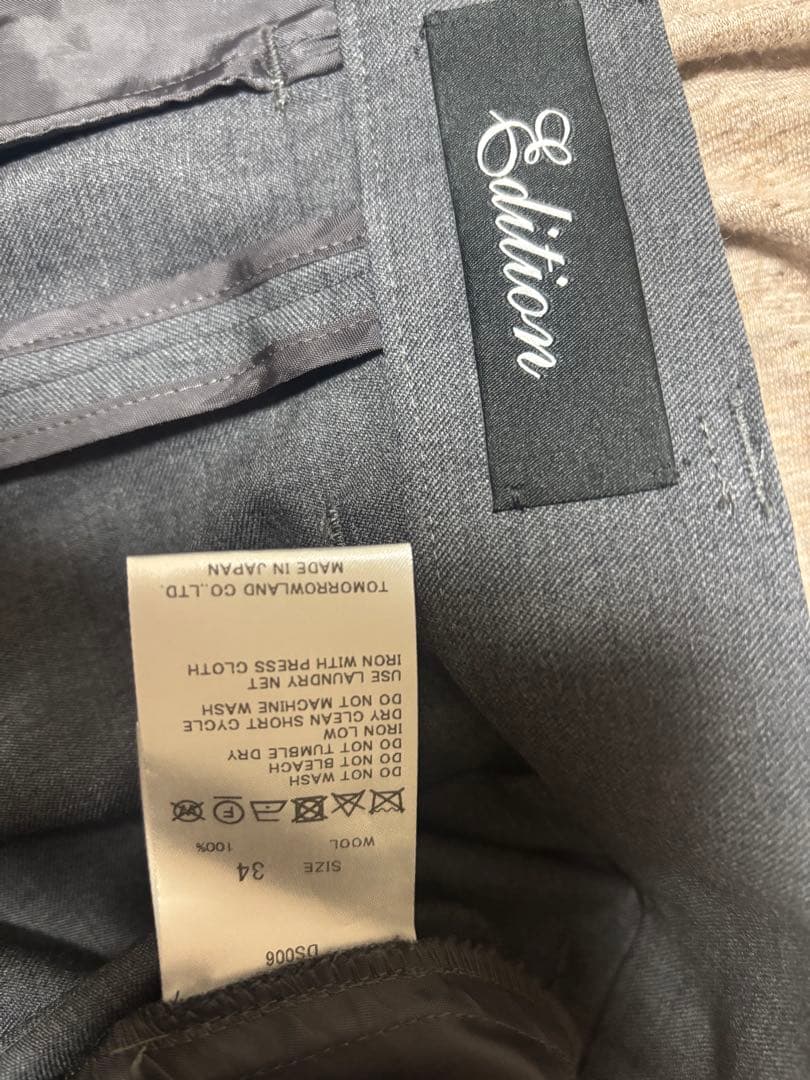 Edition
DS006
SIZE 34
WOOL 100%
F
W
DO NOT WASH
DO NOT BLEACH
DO NOT TUMBLE DRY
IRON LOW
DRY CLEAN SHORT CYCLE
DO NOT MACHINE WASH
USE LAUNDRY NET
IRON WITH PRESS CLOTH
TOMORROWLAND CO.,LTD.
MADE IN JAPAN